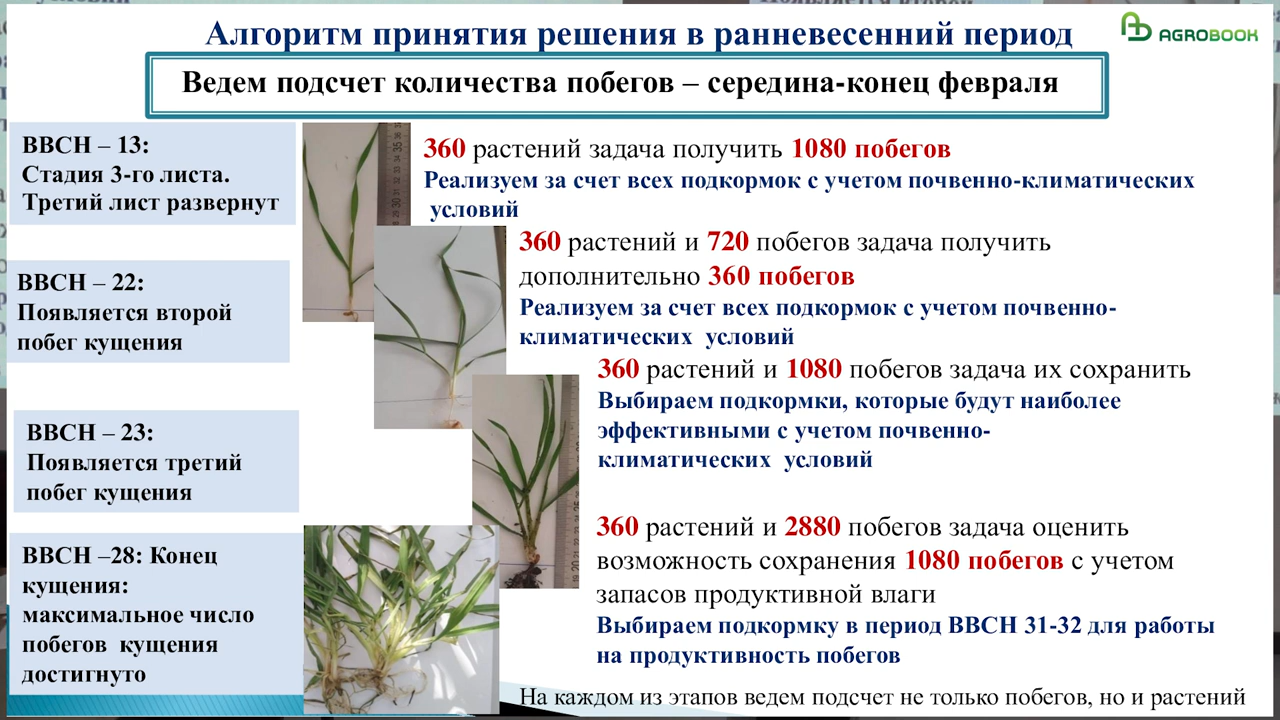 Алгоритм принятия решения в ранневесенний период
AGROBOOK
Ведем подсчет количества побегов – середина-конец февраля
ВВСН – 13:
Стадия 3-го листа.
Третий лист развернут
360 растений задача получить 1080 побегов
Реализуем за счет всех подкормок с учетом почвенно-климатических
условий
ВВСН – 22:
Появляется второй
побег кущения
360 растений и 720 побегов задача получить
дополнительно 360 побегов
Реализуем за счет всех подкормок с учетом почвенно-
климатических условий
ВВСН – 23:
Появляется третий
побег кущения
360 растений и 1080 побегов задача их сохранить
Выбираем подкормки, которые будут наиболее
эффективными с учетом почвенно-
климатических условий
ВВСН –28: Конец
кущения:
максимальное число
побегов кущения
достигнуто
360 растений и 2880 побегов задача оценить
возможность сохранения 1080 побегов с учетом
запасов продуктивной влаги
Выбираем подкормку в период ВВСН 31-32 для работы
на продуктивность побегов
На каждом из этапов ведем подсчет не только побегов, но и растений